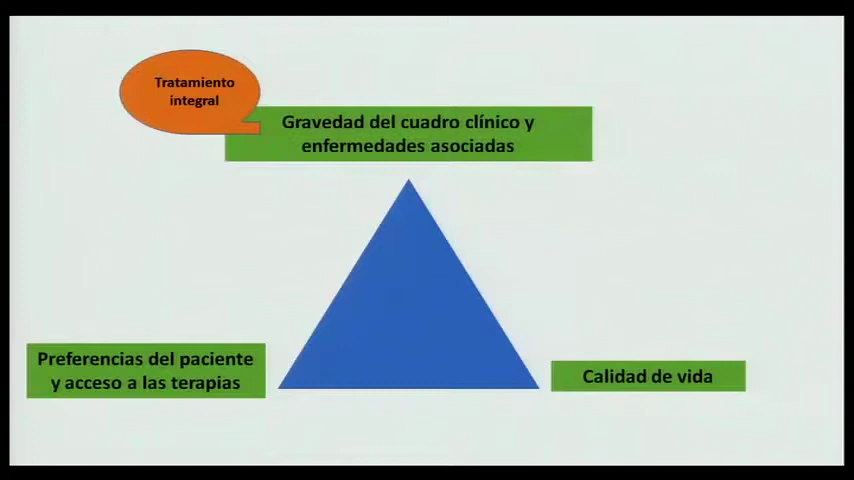 Tratamiento
integral
Gravedad del cuadro clínico y
enfermedades asociadas
Preferencias del paciente
y acceso a las terapias
Calidad de vida